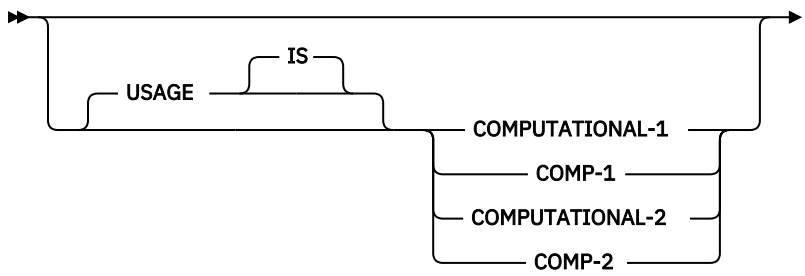 IS
USAGE
COMPUTATIONAL-1
COMP-1
COMPUTATIONAL-2
COMP-2